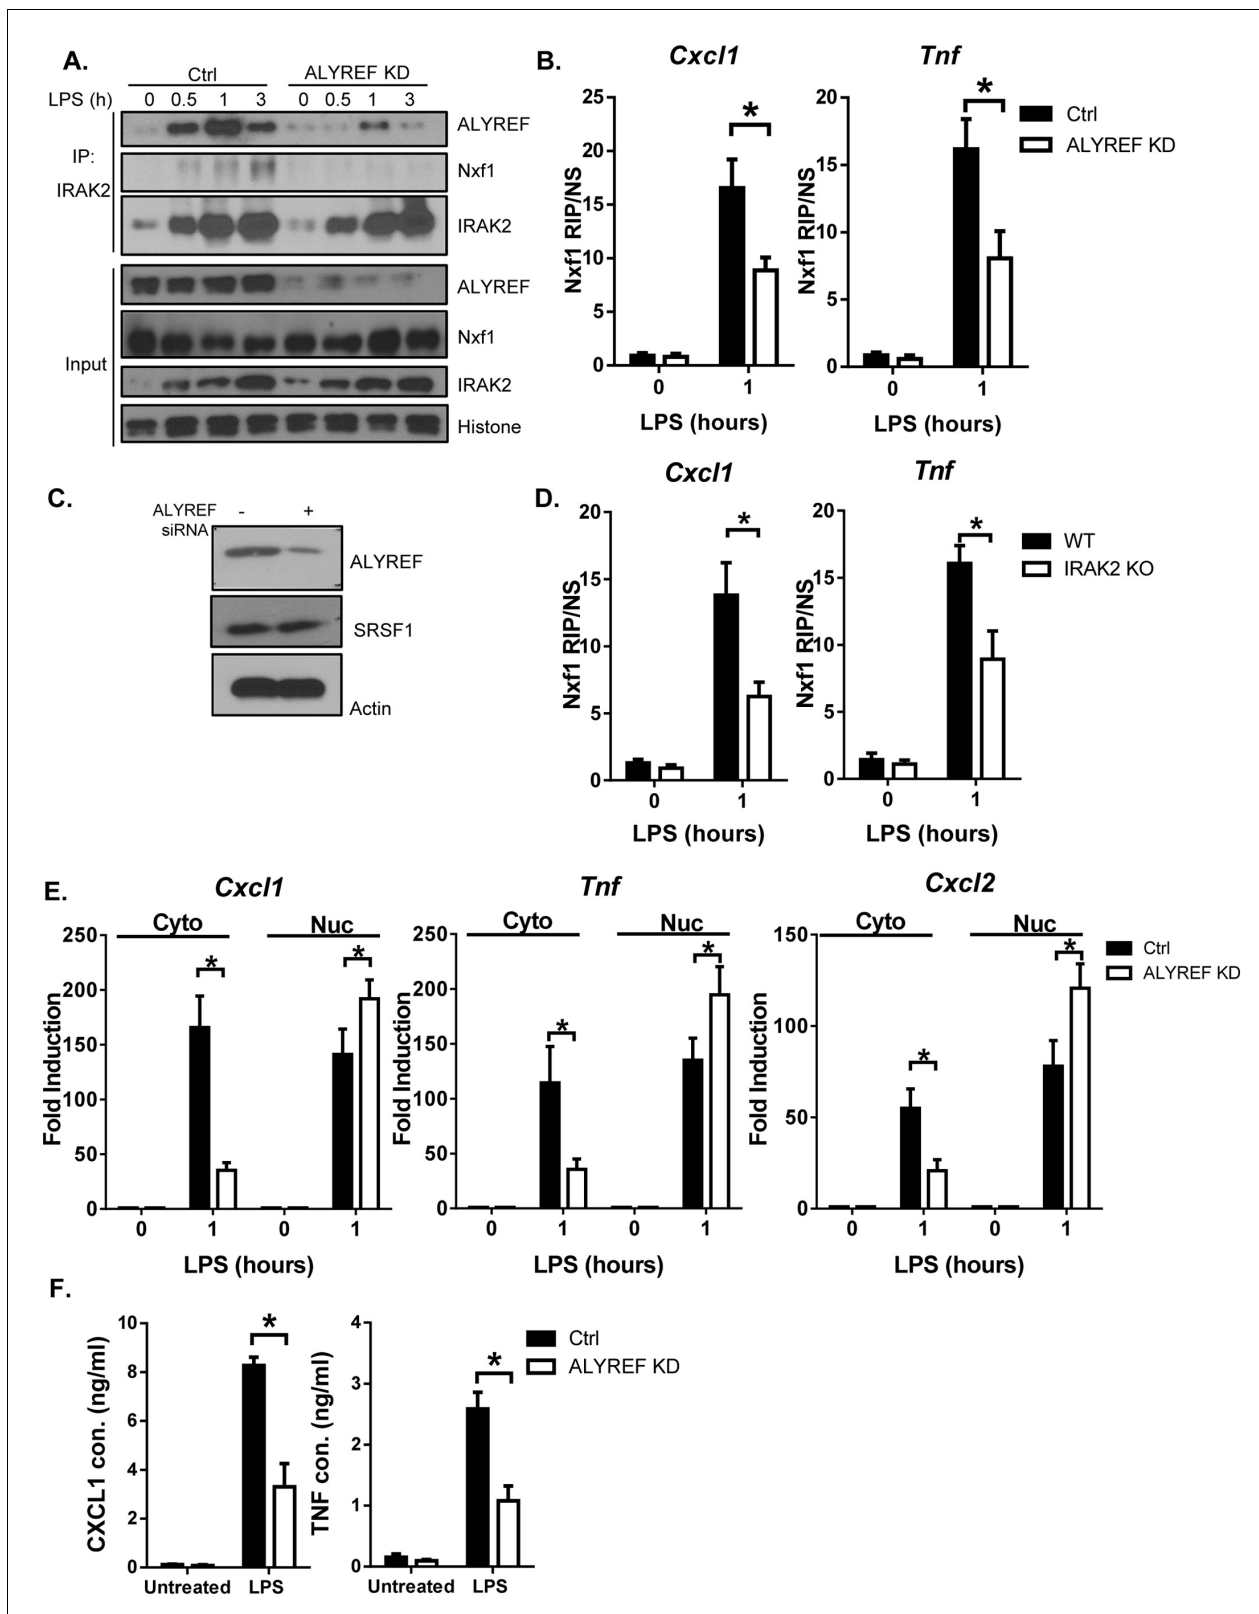 A.
Ctrl ALYREF KD
LPS (h) 0 0.5 1 3 0 0.5 1 3
IP:
IRAK2
ALYREF
Nxf1
IRAK2
Input
ALYREF
Nxf1
IRAK2
Histone
B.
Cxcl1
Nxf1 RIP/NS
25
20
15
10
5
0
*
0 1
LPS (hours)
Tnf
Nxf1 RIP/NS
20
15
10
5
0
*
0 1
LPS (hours)
Ctrl
ALYREF KD
C.
ALYREF - +
siRNA
ALYREF
SRSF1
Actin
D.
Cxcl1
Nxf1 RIP/NS
20
15
10
5
0
*
0 1
LPS (hours)
Tnf
Nxf1 RIP/NS
20
15
10
5
0
*
0 1
LPS (hours)
WT
IRAK2 KO
E.
Cxcl1
Cyto Nuc
Fold Induction
250
200
150
100
50
0
* *
0 1 0 1
LPS (hours)
Tnf
Cyto Nuc
Fold Induction
250
200
150
100
50
0
* *
0 1 0 1
LPS (hours)
Cxcl2
Cyto Nuc
Fold Induction
150
100
50
0
* *
0 1 0 1
LPS (hours)
Ctrl
ALYREF KD
F.
CXCL1 con. (ng/ml)
10
8
6
4
2
0
*
Untreated LPS
TNF con. (ng/ml)
4
3
2
1
0
*
Untreated LPS
Ctrl
ALYREF KD